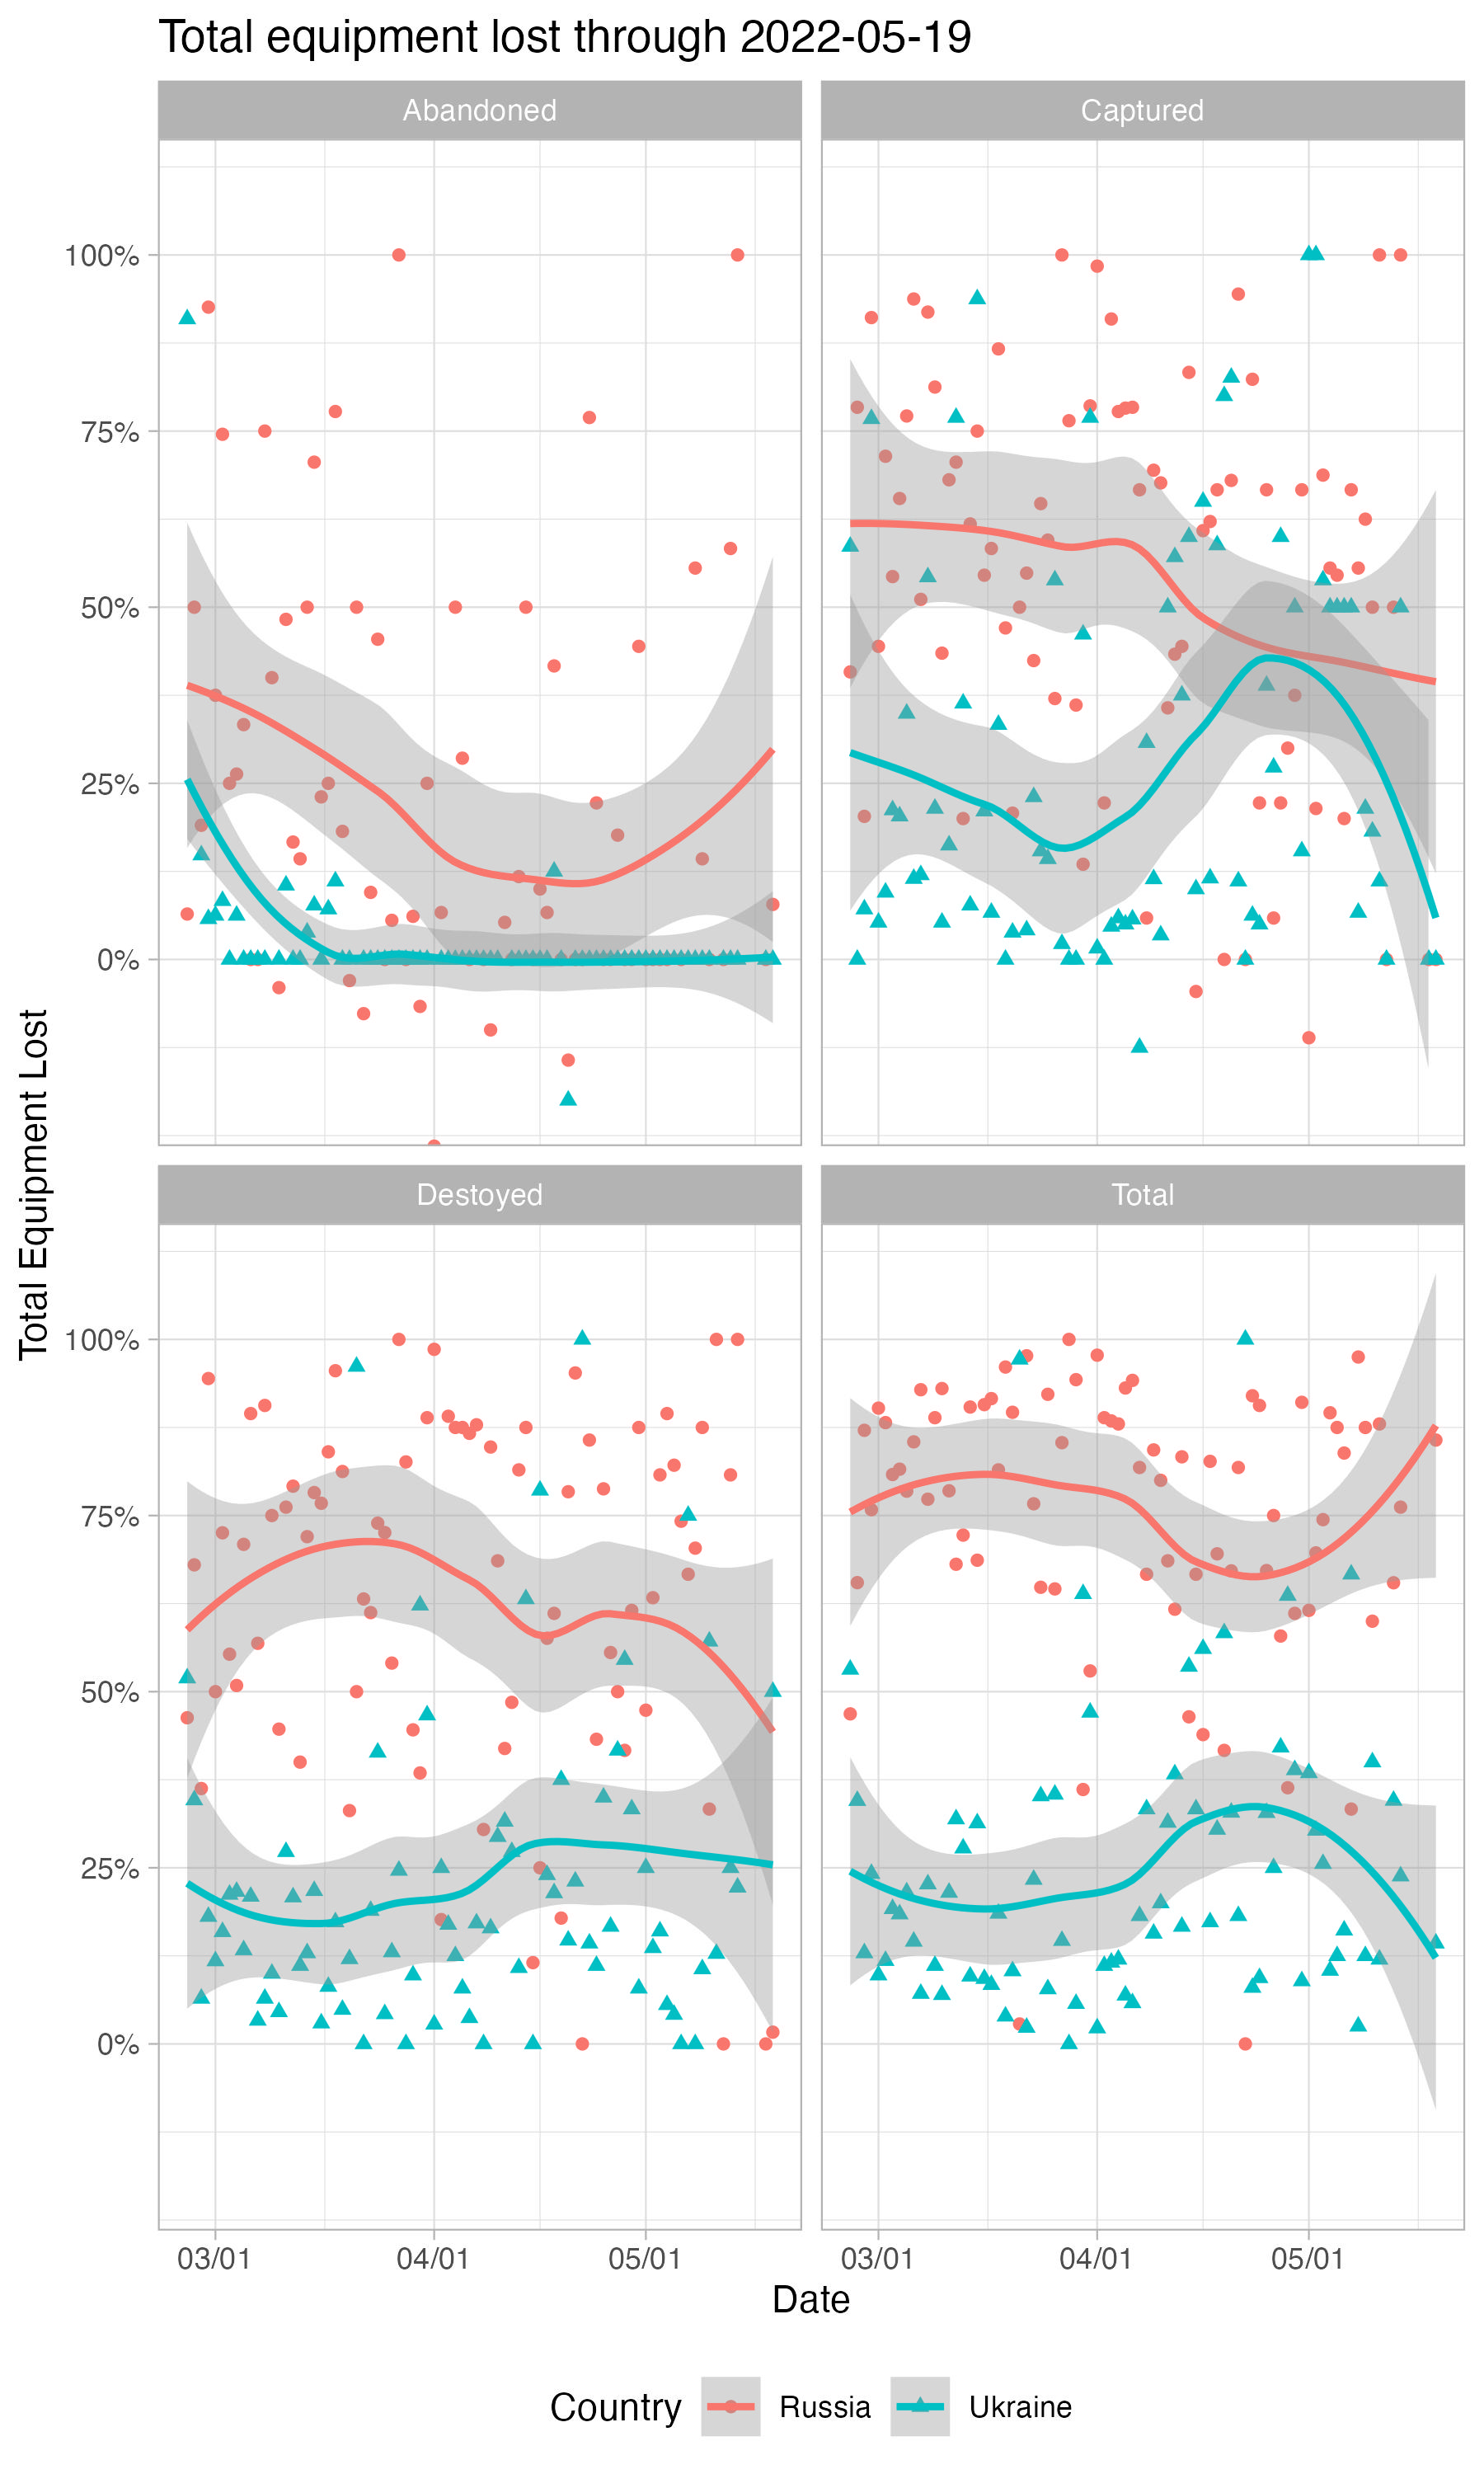 Total equipment lost through 2022-05-19
Abandoned
Captured
100%
75%
50%
25%
0%
Total Equipment Lost
Destoyed
Total
100%
75%
50%
25%
0%
03/01
04/01
05/01
03/01
04/01
05/01
Date
Country
Russia
Ukraine